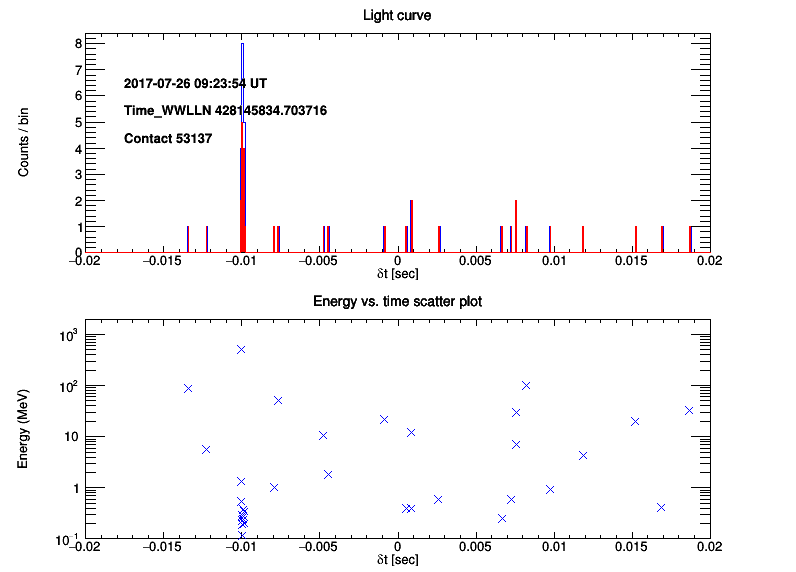 Light curve
8
7
6
5
4
3
2
1
0
Counts / bin
2017-07-26 09:23:54 UT
Time_WWLLN 428145834.703716
Contact 53137
−0.02 −0.015 −0.01 −0.005 0 0.005 0.01 0.015 0.02
δt [sec]
Energy vs. time scatter plot
10³
10²
10
1
10⁻¹
Energy (MeV)
−0.02 −0.015 −0.01 −0.005 0 0.005 0.01 0.015 0.02
δt [sec]